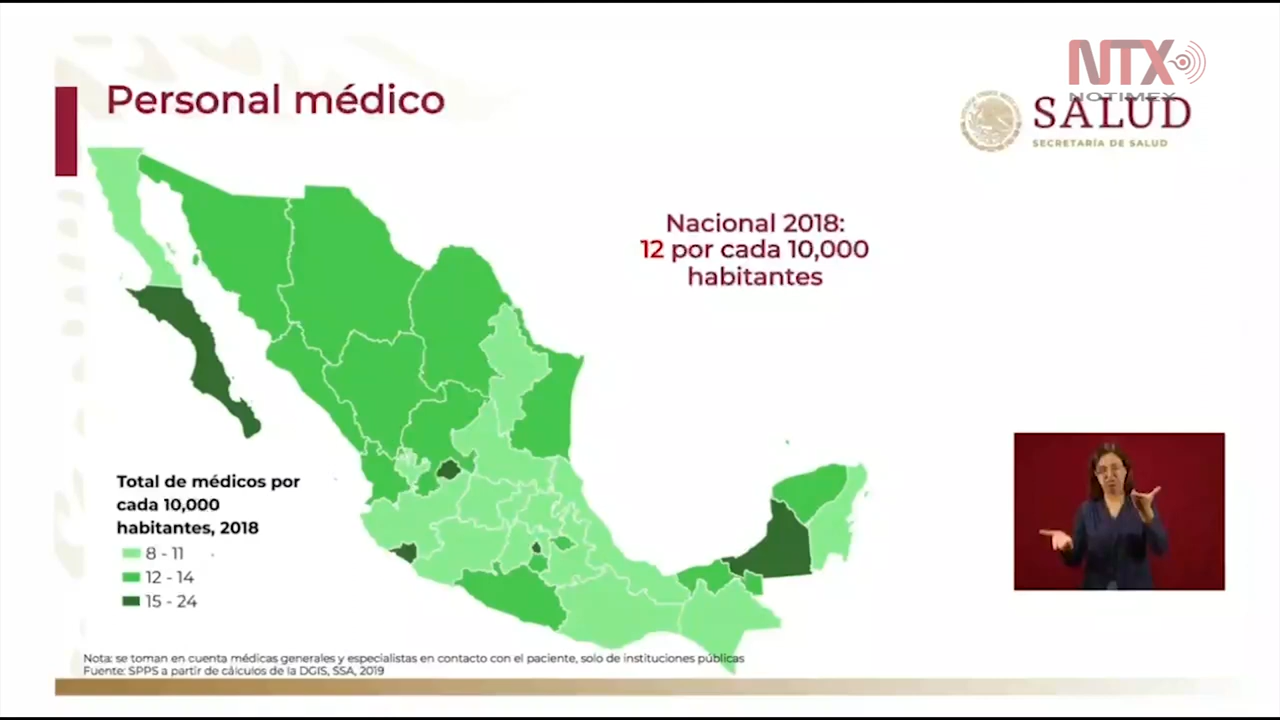 NTX
NOTIMEX
Personal médico
SALUD
SECRETARÍA DE SALUD
Nacional 2018:
12 por cada 10,000
habitantes
Total de médicos por
cada 10,000
habitantes, 2018
8 - 11
12 - 14
15 - 24
Nota: se toman en cuenta médicas generales y especialistas en contacto con el paciente, solo de instituciones públicas
Fuente: SPPS a partir de cálculos de la DGIS, SSA, 2019